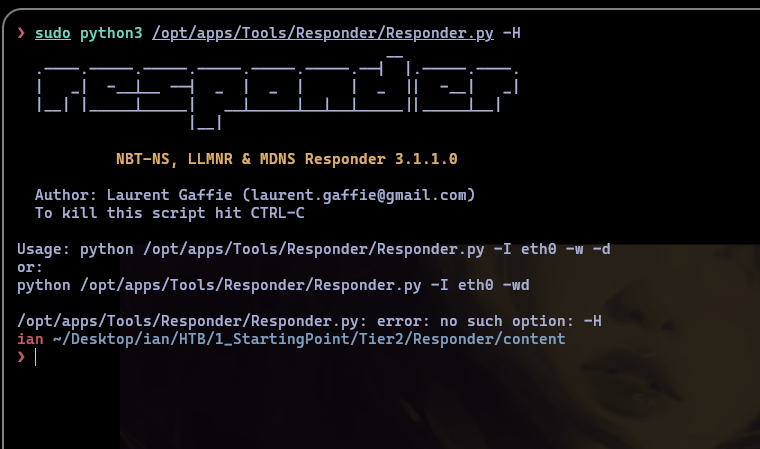 ❯ sudo python3 /opt/apps/Tools/Responder/Responder.py -H
NBT-NS, LLMNR & MDNS Responder 3.1.1.0
Author: Laurent Gaffie (laurent.gaffie@gmail.com)
To kill this script hit CTRL-C
Usage: python /opt/apps/Tools/Responder/Responder.py -I eth0 -w -d
or:
python /opt/apps/Tools/Responder/Responder.py -I eth0 -wd
/opt/apps/Tools/Responder/Responder.py: error: no such option: -H
ian ~/Desktop/ian/HTB/1_StartingPoint/Tier2/Responder/content
❯